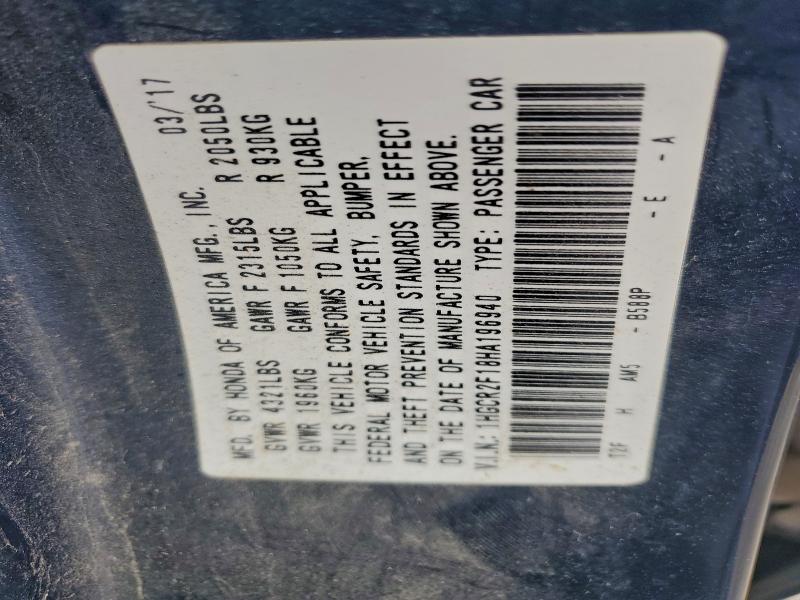 MFD. BY HONDA OF AMERICA MFG., INC. 03/'17
GVWR 4321LBS GAWR F 2315LBS R 2050LBS
GVWR 1960KG GAWR F 1050KG R 930KG
THIS VEHICLE CONFORMS TO ALL APPLICABLE
FEDERAL MOTOR VEHICLE SAFETY, BUMPER,
AND THEFT PREVENTION STANDARDS IN EFFECT
ON THE DATE OF MANUFACTURE SHOWN ABOVE.
V.I.N: 1HGCR2F18HA196940 TYPE: PASSENGER CAR
T2F H AM5 - B588P - E - A